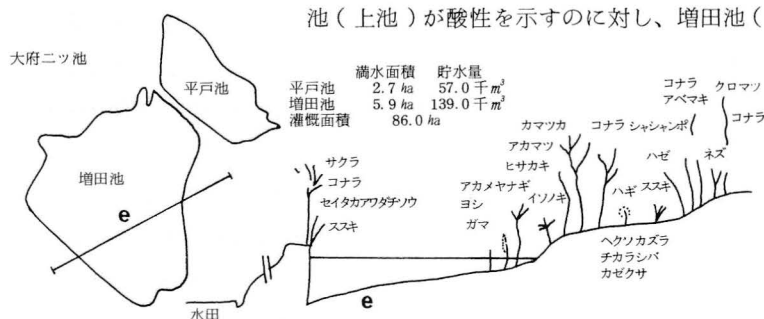 池(上池)が酸性を示すのに対し、増田池(
大府二ツ池
平戸池
満水面積 貯水量
平戸池 2.7 ha 57.0 千m³
増田池 5.9 ha 139.0 千m³
灌慨面積 86.0 ha
増田池
e
水田
サクラ
コナラ
セイタカアワダチソウ
ススキ
e
アカメヤナギ
ヨシ
ガマ
イソノキ
カマツカ
アカマツ
ヒサカキ
コナラ
シャシャンボ
コナラ
アベマキ
クロマツ
コナラ
ハギ
ススキ
ハゼ
ネズ
ヘクソカズラ
チカラシバ
カゼクサ